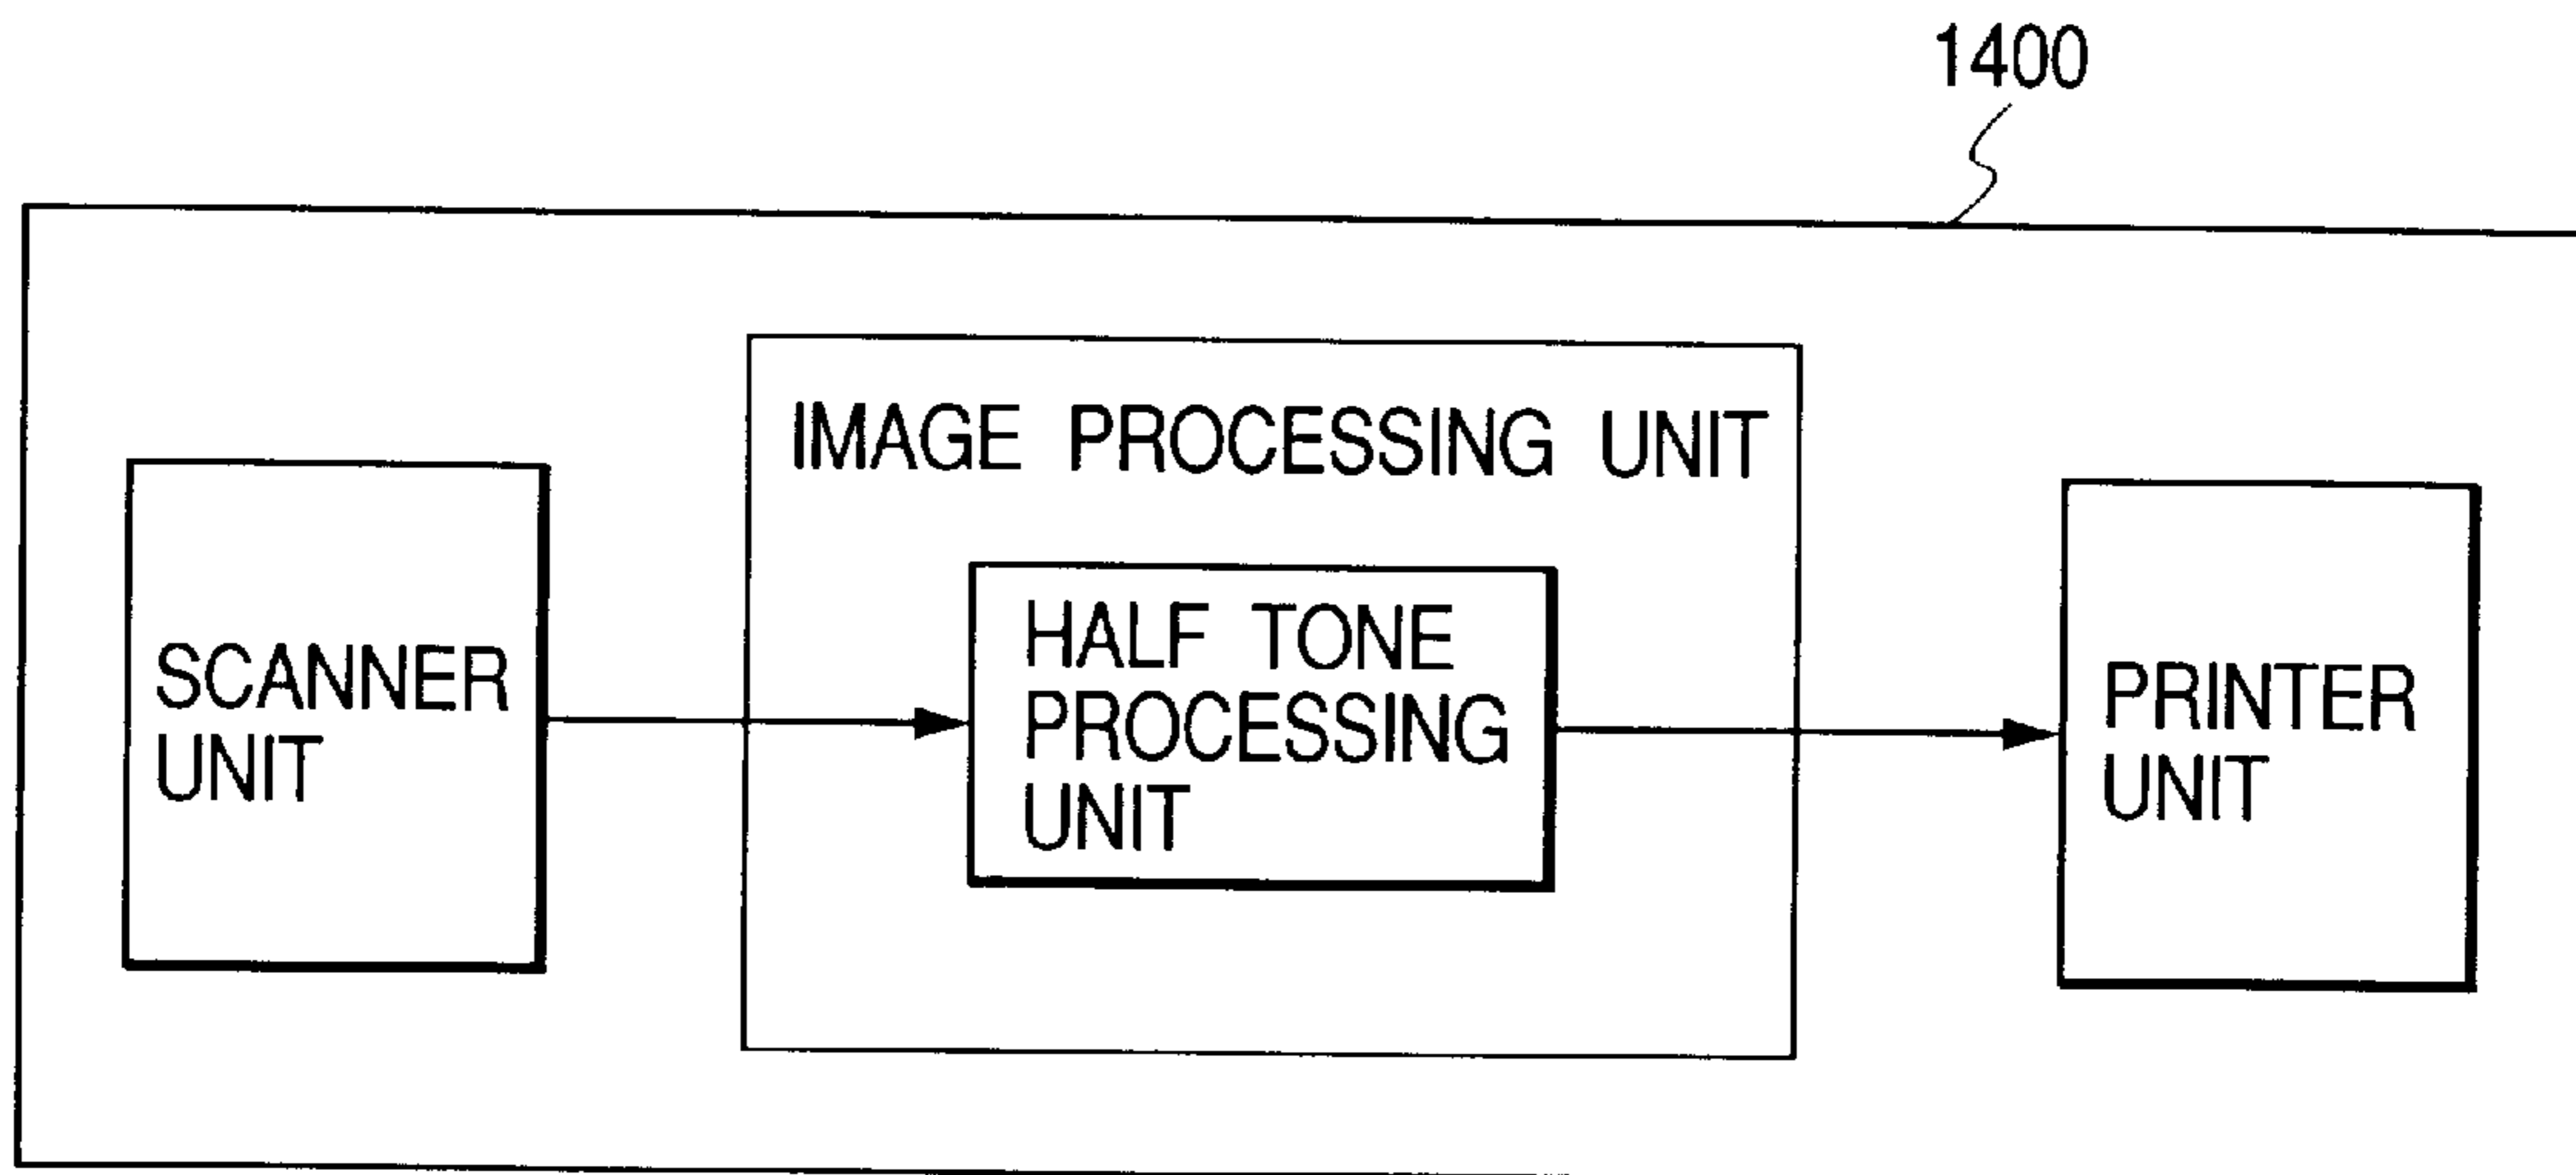 1400
IMAGE PROCESSING UNIT
SCANNER
UNIT
HALF TONE
PROCESSING
UNIT
PRINTER
UNIT